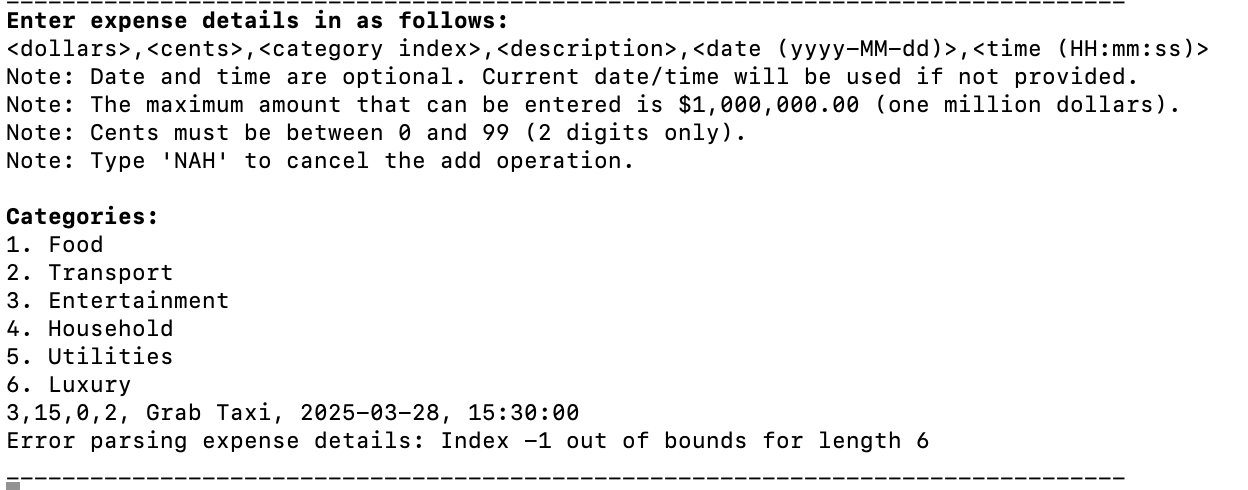 Enter expense details in as follows:
<dollars>,<cents>,<category index>,<description>,<date (yyyy-MM-dd)>,<time (HH:mm:ss)>
Note: Date and time are optional. Current date/time will be used if not provided.
Note: The maximum amount that can be entered is $1,000,000.00 (one million dollars).
Note: Cents must be between 0 and 99 (2 digits only).
Note: Type 'NAH' to cancel the add operation.
Categories:
1. Food
2. Transport
3. Entertainment
4. Household
5. Utilities
6. Luxury
3,15,0,2, Grab Taxi, 2025-03-28, 15:30:00
Error parsing expense details: Index -1 out of bounds for length 6